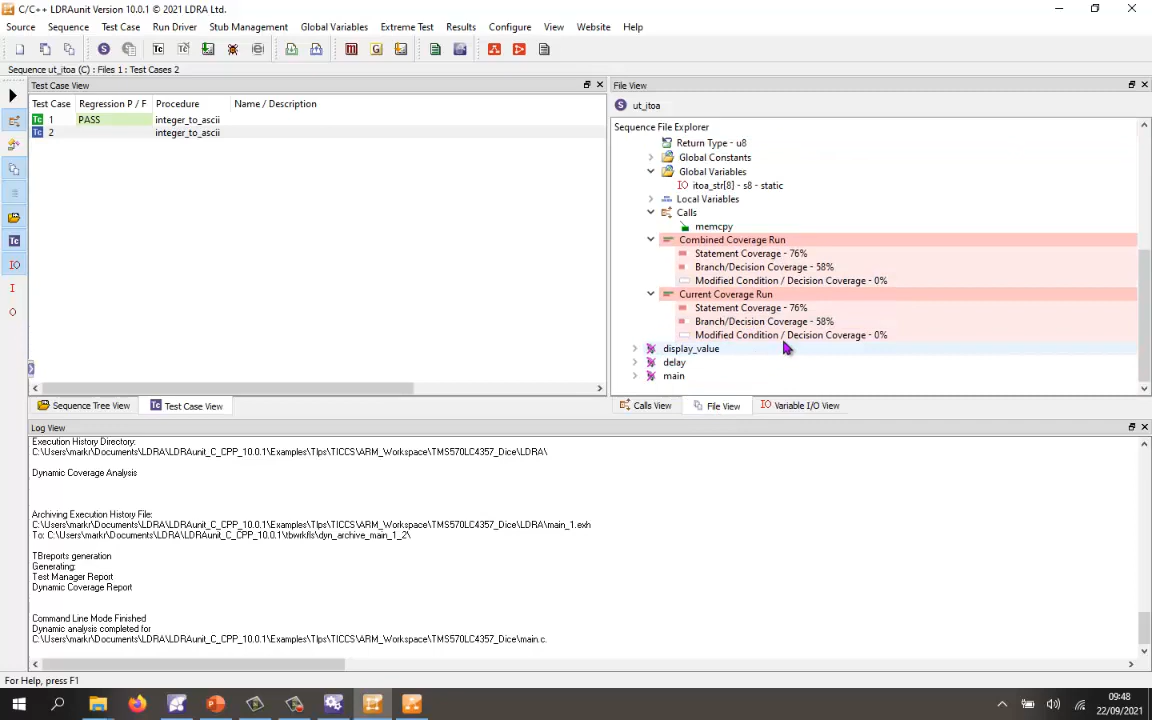 C/C++ LDRAunit Version 10.0.1 © 2021 LDRA Ltd.
Source Sequence Test Case Run Driver Stub Management Global Variables Extreme Test Results Configure View Website Help
Sequence ut_itoa (C) : Files 1 : Test Cases 2
Test Case View
Test Case Regression P / F Procedure Name / Description
Tc 1 PASS integer_to_ascii
Tc 2 integer_to_ascii
Sequence Tree View
Tc Test Case View
File View
S ut_itoa
Sequence File Explorer
Return Type - u8
Global Constants
Global Variables
IO itoa_str[8] - s8 - static
Local Variables
Calls
memcpy
Combined Coverage Run
Statement Coverage - 76%
Branch/Decision Coverage - 58%
Modified Condition / Decision Coverage - 0%
Current Coverage Run
Statement Coverage - 76%
Branch/Decision Coverage - 58%
Modified Condition / Decision Coverage - 0%
display_value
delay
main
Calls View
File View
IO Variable I/O View
Log View
Execution History Directory:
C:\Users\markr\Documents\LDRA\LDRAunit_C_CPP_10.0.1\Examples\TIps\TICCS\ARM_Workspace\TMS570LC4357_Dice\LDRA\
Dynamic Coverage Analysis
Archiving Execution History File:
C:\Users\markr\Documents\LDRA\LDRAunit_C_CPP_10.0.1\Examples\TIps\TICCS\ARM_Workspace\TMS570LC4357_Dice\LDRA\main_1.exh
To: C:\Users\markr\Documents\LDRA\LDRAunit_C_CPP_10.0.1\tbwrkfls\dyn_archive_main_1_2\
TBreports generation
Generating:
Test Manager Report
Dynamic Coverage Report
Command Line Mode Finished
Dynamic analysis completed for
C:\Users\markr\Documents\LDRA\LDRAunit_C_CPP_10.0.1\Examples\TIps\TICCS\ARM_Workspace\TMS570LC4357_Dice\main.c.
For Help, press F1
09:48
22/09/2021